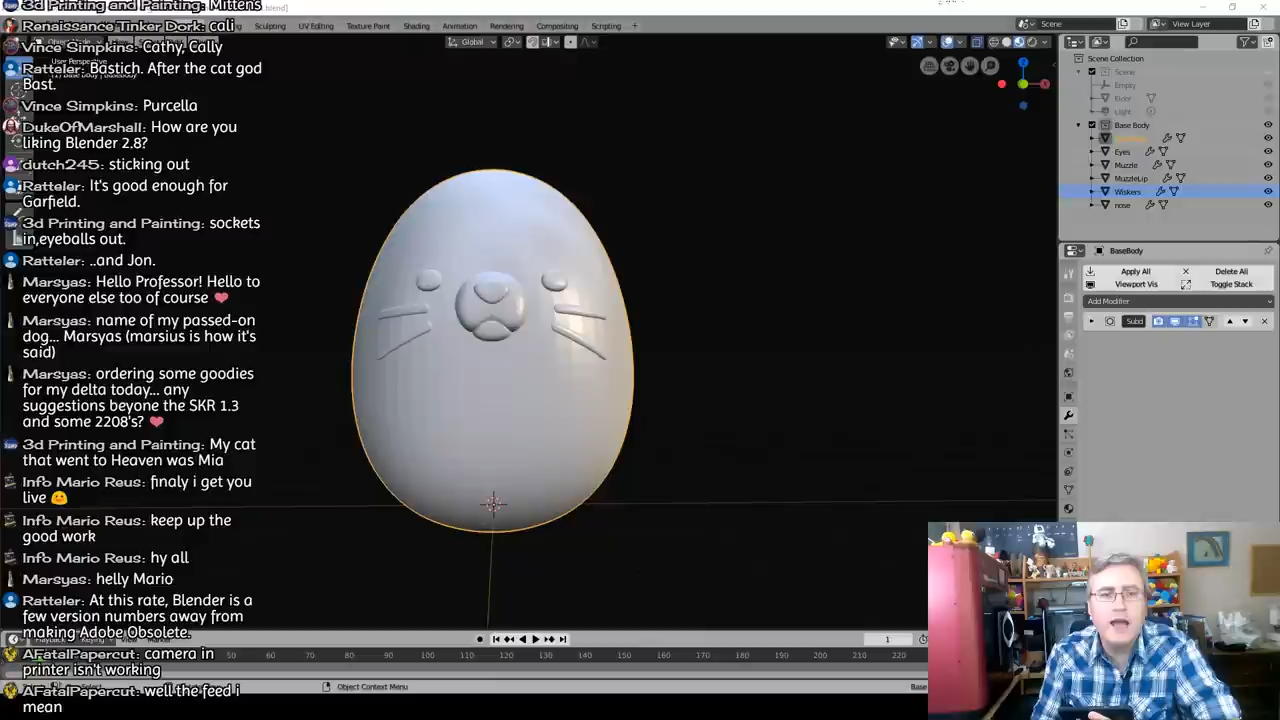 3d Printing and Painting: Mittens
blend]
Renaissance Tinker Dork: cali
Sculpting UV Editing Texture Paint Shading Animation Rendering Compositing Scripting +
Scene View Layer
Vince Simpkins: Cathy, Cally
Global
Ratteler: Bastich. After the cat god
Bast.
Scene Collection
Scene
Empty
Vince Simpkins: Purcella
Light
DukeOfMarshall: How are you
liking Blender 2.8?
Base Body
dutch245: sticking out
Eyes
Muzzle
MuzzleLip
Wiskers
nose
Ratteler: It's good enough for
Garfield.
3d Printing and Painting: sockets
in,eyeballs out.
BaseBody
Ratteler: ..and Jon.
Apply All Delete All
Viewport Vis Toggle Stack
Add Modifier
Subd
Marsyas: Hello Professor! Hello to
everyone else too of course ❤
Marsyas: name of my passed-on
dog... Marsyas (marsius is how it's
said)
Marsyas: ordering some goodies
for my delta today... any
suggestions beyone the SKR 1.3
and some 2208's? ❤
3d Printing and Painting: My cat
that went to Heaven was Mia
Info Mario Reus: finaly i get you
live
Info Mario Reus: keep up the
good work
Info Mario Reus: hy all
Marsyas: helly Mario
Ratteler: At this rate, Blender is a
few version numbers away from
making Adobe Obsolete.
Playback
1
50 60 70 80 90 100 110 120 130 140 150 160 170 180 190 200 210 220
AFatalPapercut: camera in
printer isn't working
AFatalPapercut: well the feed i
mean
Object Context Menu
Base